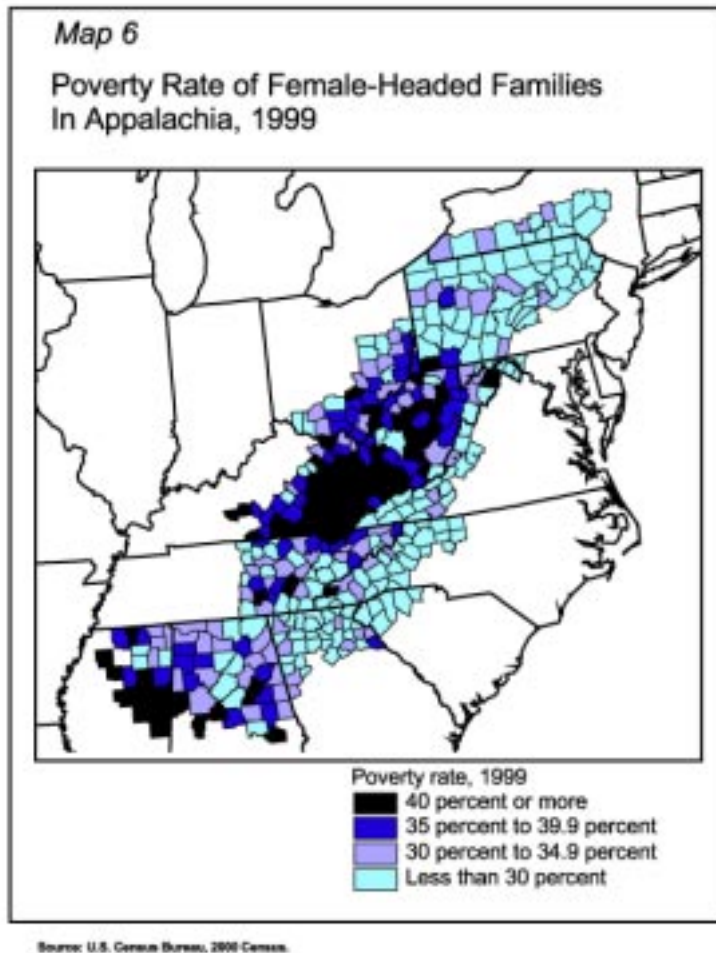 Map 6
Poverty Rate of Female-Headed Families
In Appalachia, 1999
Poverty rate, 1999
40 percent or more
35 percent to 39.9 percent
30 percent to 34.9 percent
Less than 30 percent
Source: U.S. Census Bureau, 2000 Census.